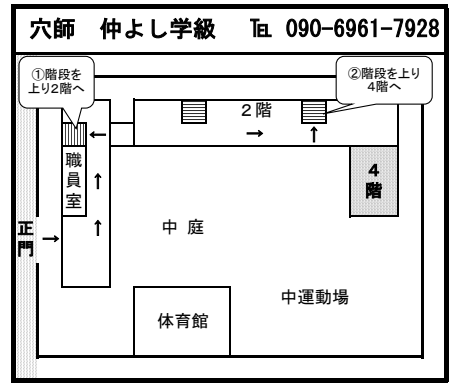 穴師　仲よし学級　℡ 090-6961-7928
①階段を
上り2階へ
②階段を上り
4階へ
２階
→
↑
←
職員室
↑
↑
4
階
正門
→
中 庭
中運動場
体育館